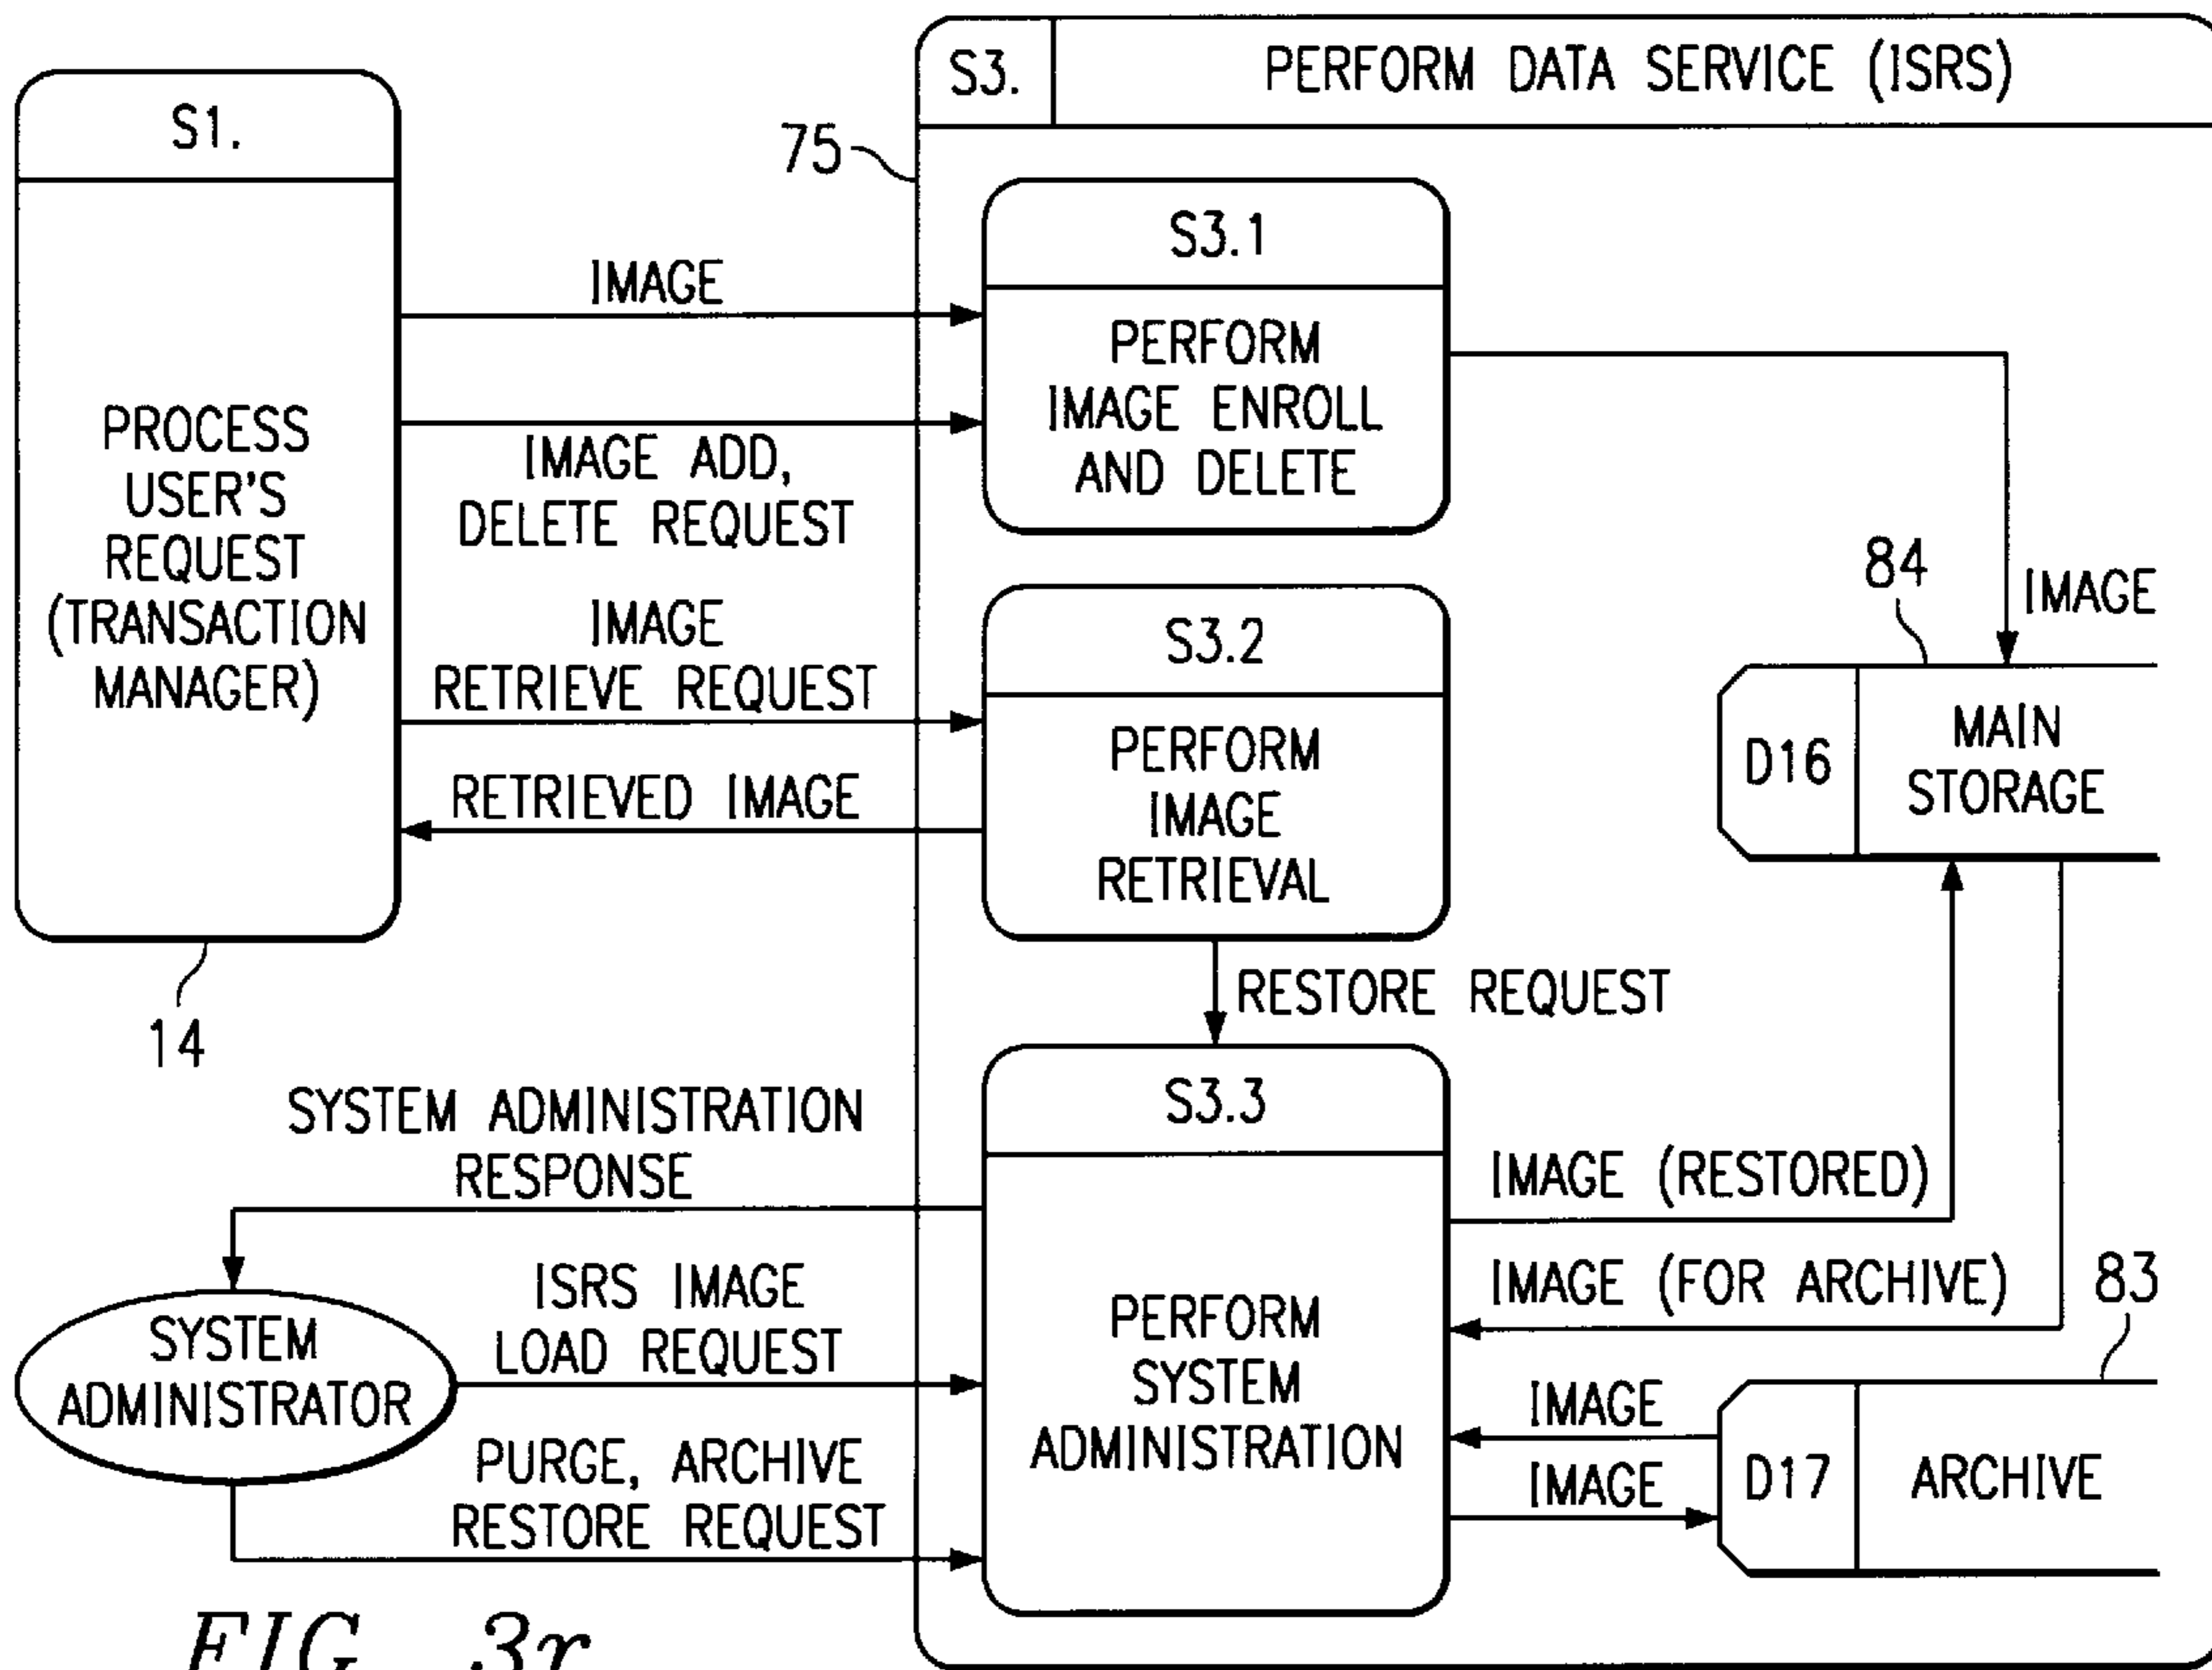 S3.
PERFORM DATA SERVICE (ISRS)
75
S1.
PROCESS
USER'S
REQUEST
(TRANSACTION
MANAGER)
14
IMAGE
IMAGE ADD,
DELETE REQUEST
IMAGE
RETRIEVE REQUEST
RETRIEVED IMAGE
S3.1
PERFORM
IMAGE ENROLL
AND DELETE
S3.2
PERFORM
IMAGE
RETRIEVAL
84
IMAGE
D16
MAIN
STORAGE
RESTORE REQUEST
SYSTEM ADMINISTRATION
RESPONSE
SYSTEM
ADMINISTRATOR
ISRS IMAGE
LOAD REQUEST
PURGE, ARCHIVE
RESTORE REQUEST
S3.3
PERFORM
SYSTEM
ADMINISTRATION
IMAGE (RESTORED)
IMAGE (FOR ARCHIVE)
83
IMAGE
IMAGE
D17
ARCHIVE
FIG. 3r